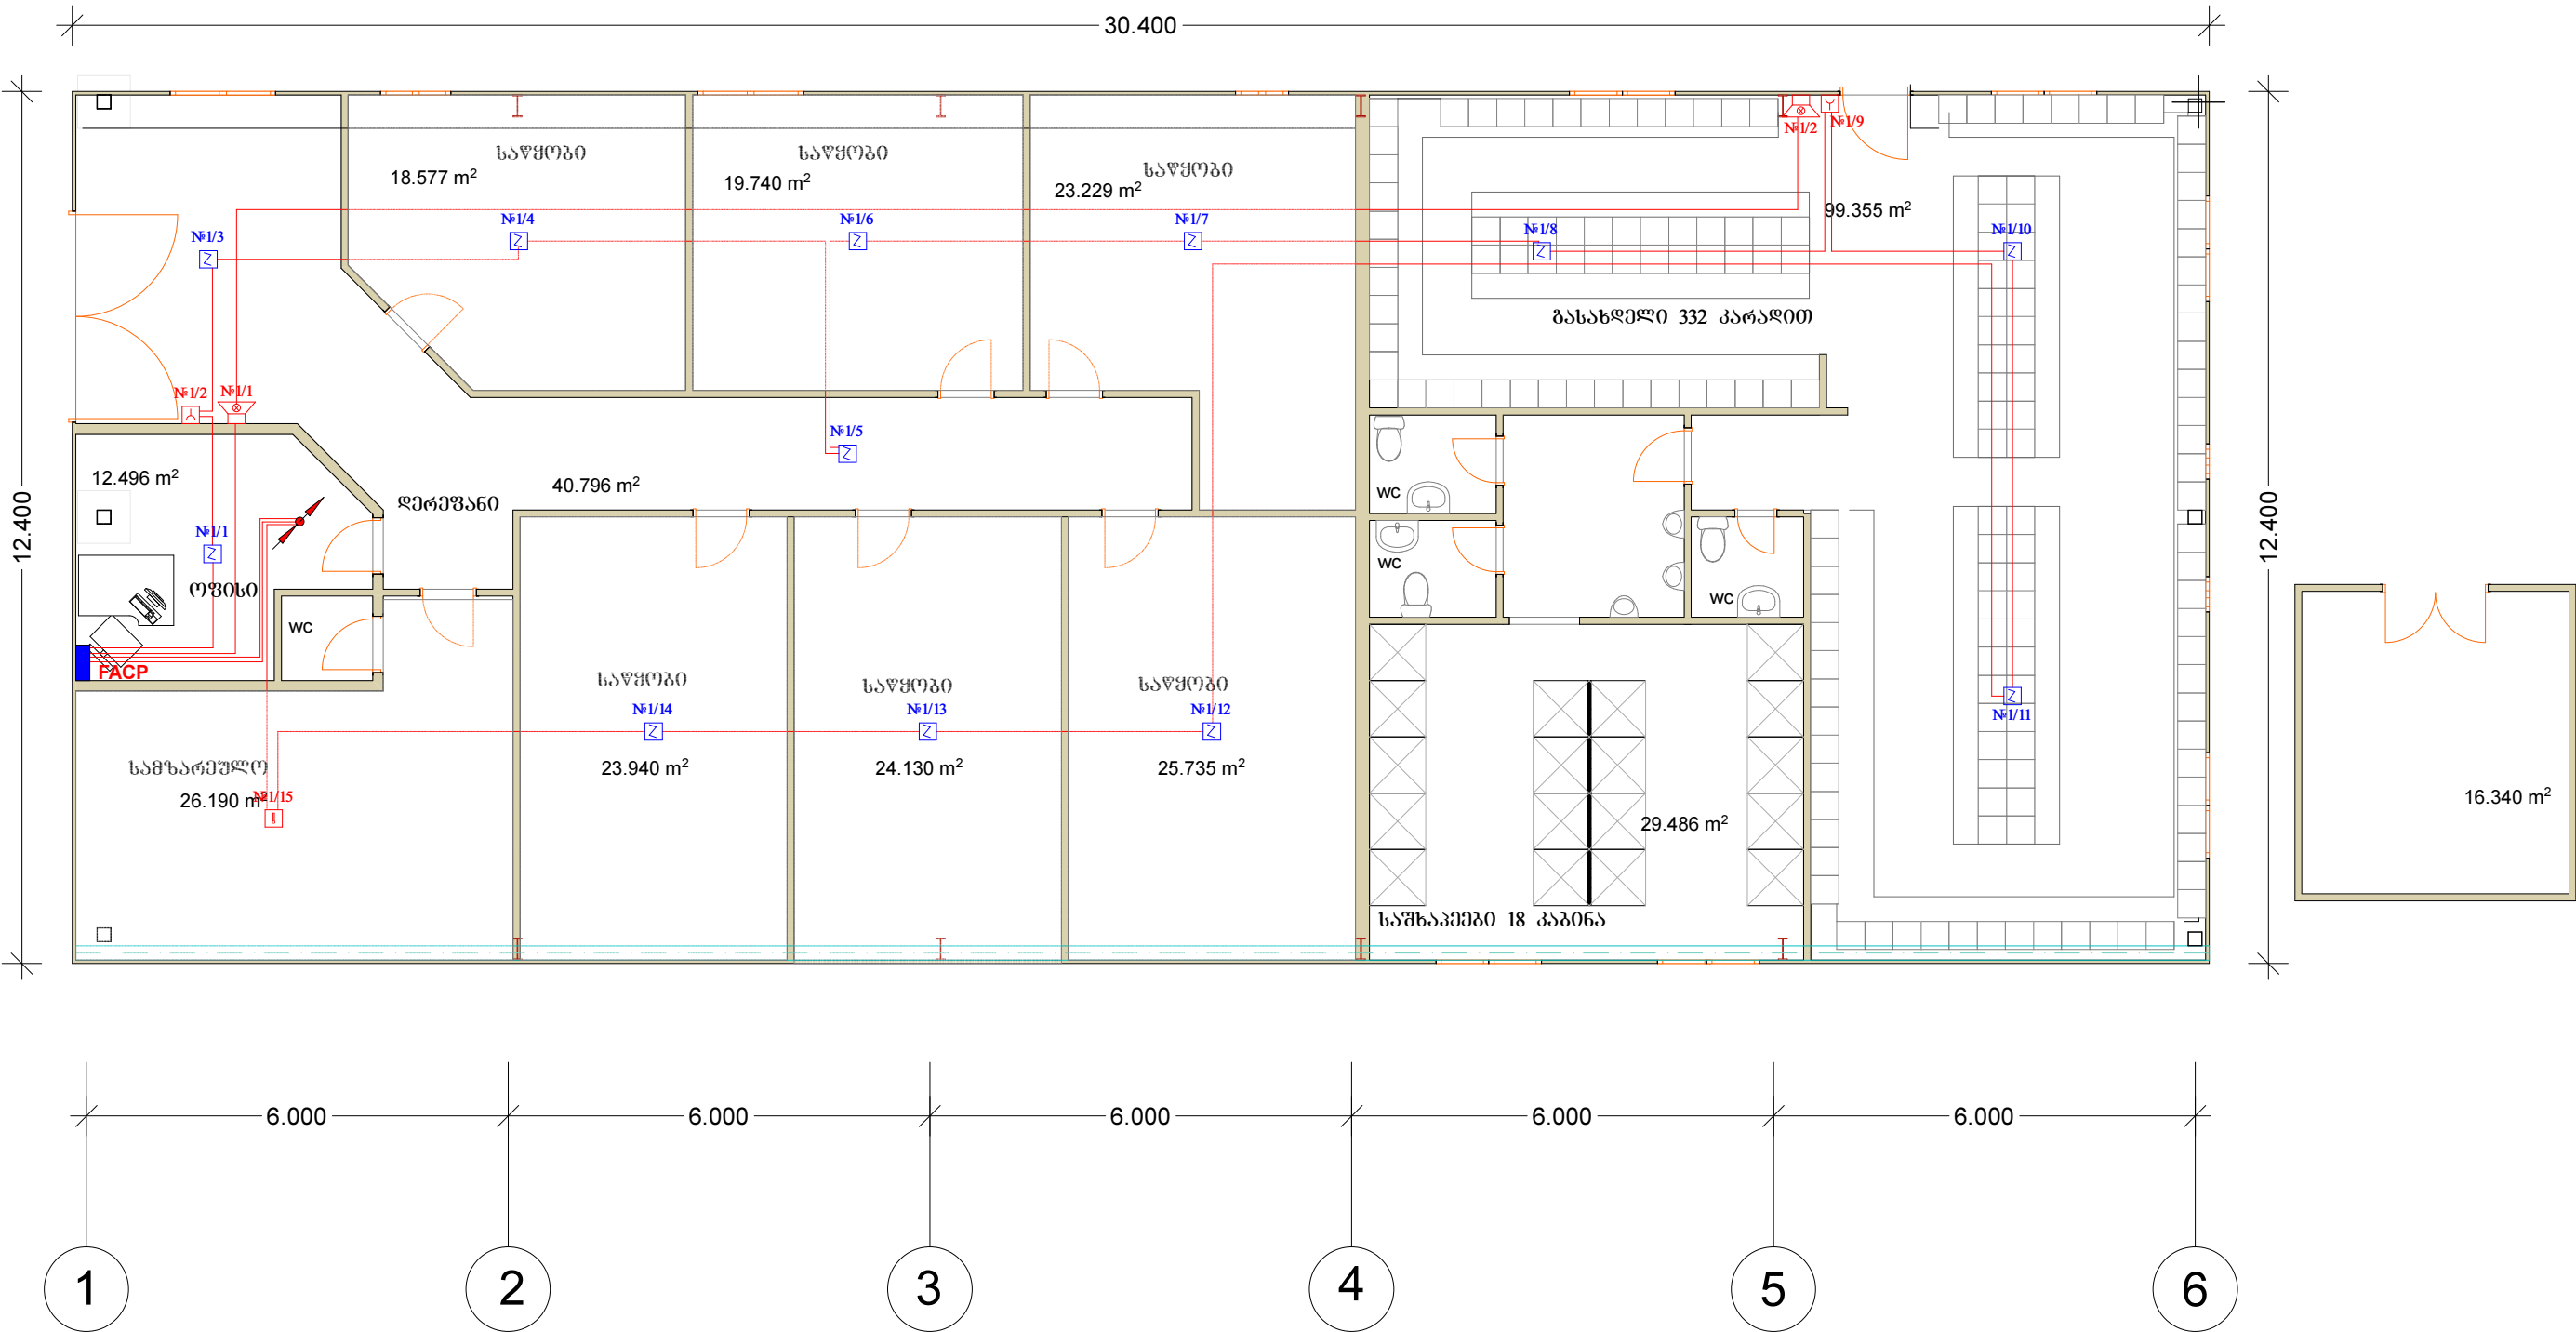 30.400
საწყობი
18.577 m²
საწყობი
19.740 m²
საწყობი
23.229 m²
№1/2
№1/9
99.355 m²
№1/3
№1/4
№1/6
№1/7
№1/8
№1/10
გასახდელი 332 კარადით
№1/2
№1/1
№1/5
12.496 m²
დერეფანი
40.796 m²
WC
12.400
12.400
№1/1
ოფისი
WC
WC
WC
FACP
საწყობი
საწყობი
საწყობი
№1/14
№1/13
№1/12
№1/11
სამზარეულო
26.190 m²
№1/15
23.940 m²
24.130 m²
25.735 m²
29.486 m²
16.340 m²
საშხაპეები 18 კაბინა
6.000
6.000
6.000
6.000
6.000
1
2
3
4
5
6